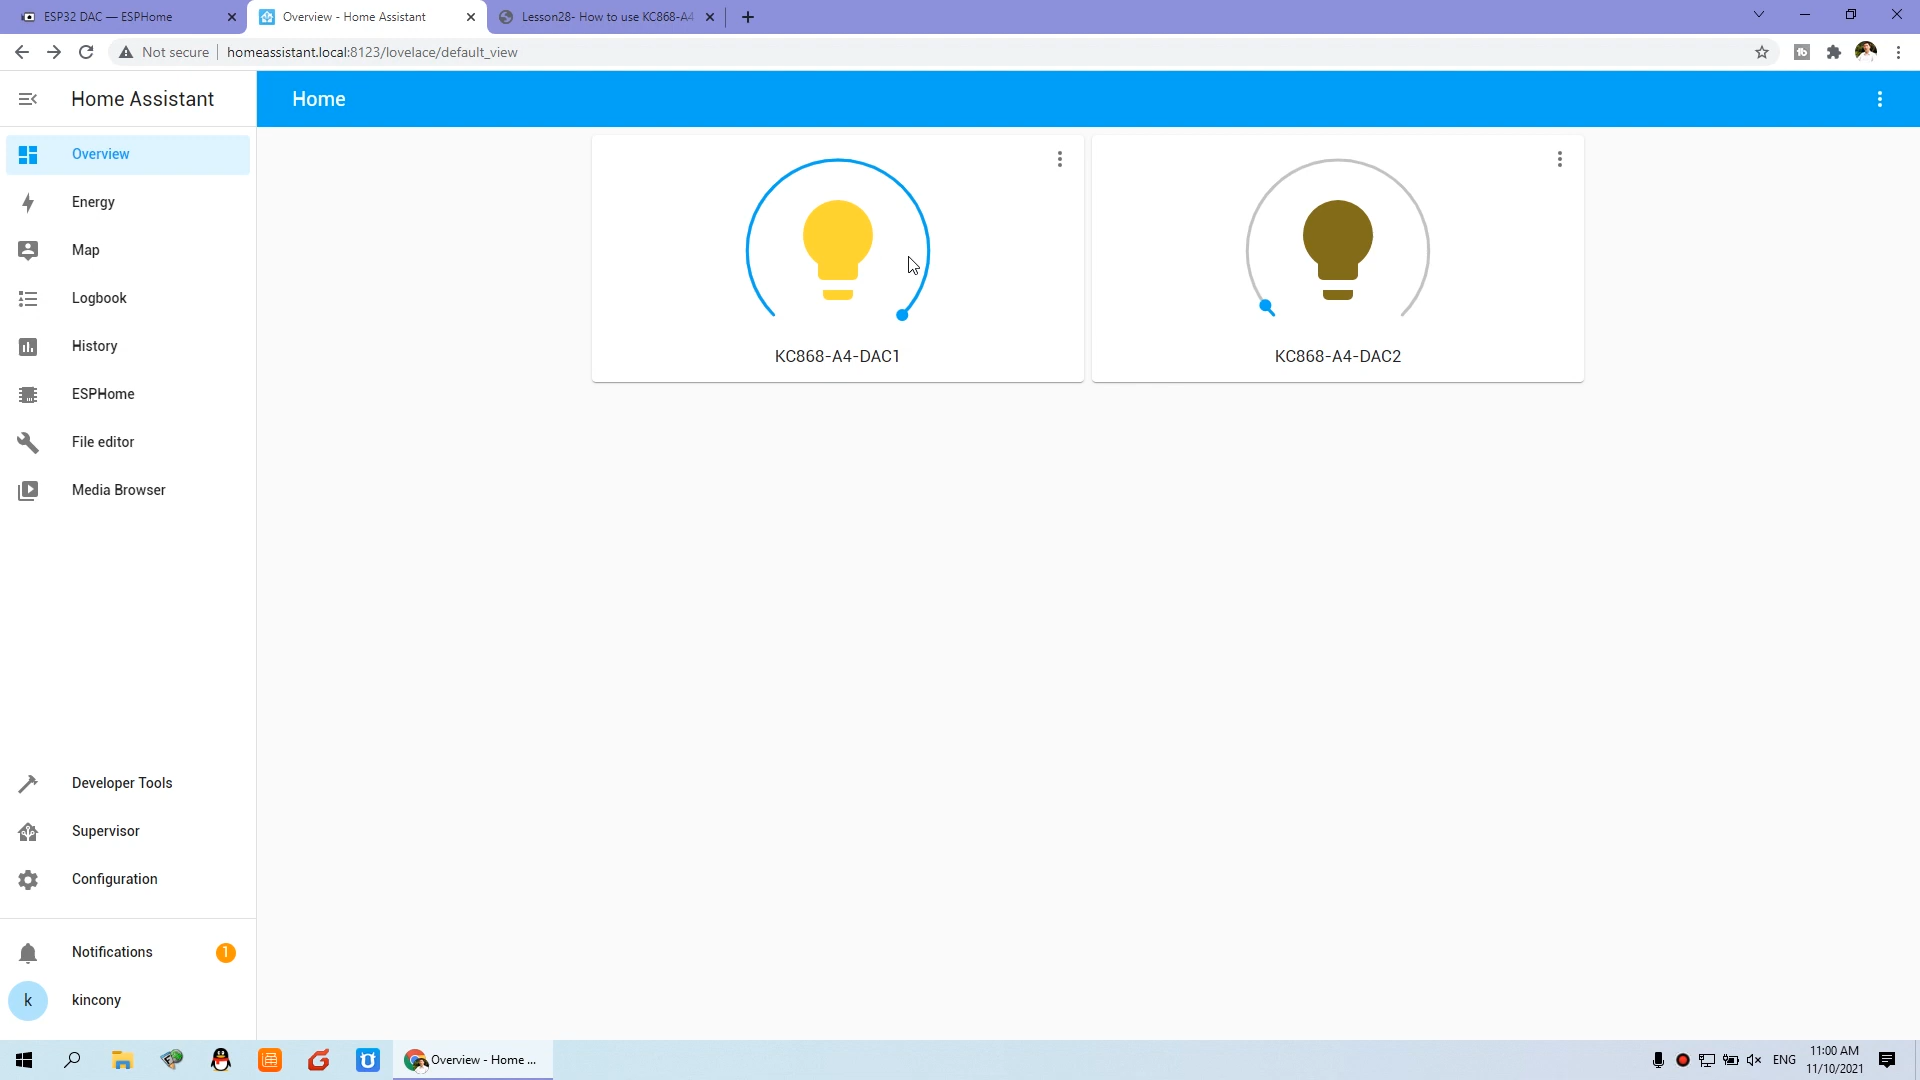 ESP32 DAC — ESPHome
Overview - Home Assistant
Lesson28- How to use KC868-A4
Not secure
homeassistant.local:8123/lovelace/default_view
Home Assistant
Home
Overview
Energy
Map
Logbook
History
ESPHome
File editor
Media Browser
KC868-A4-DAC1
KC868-A4-DAC2
Developer Tools
Supervisor
Configuration
Notifications
1
k
kincony
Overview - Home ...
ENG
11:00 AM
11/10/2021